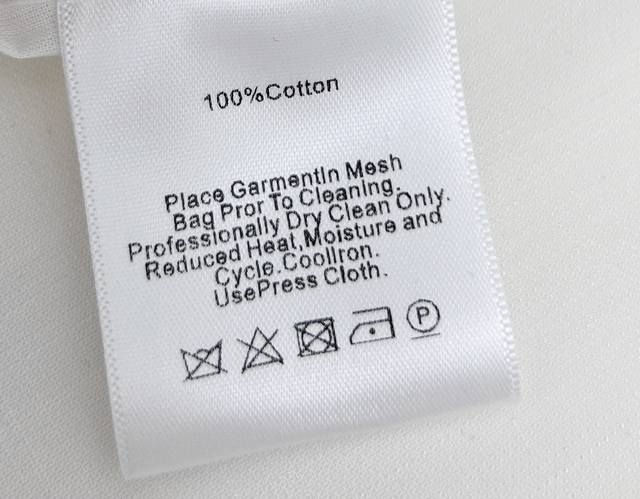 100%Cotton
Place GarmentIn Mesh
Bag Pror To Cleaning.
Professionally Dry Clean Only.
Reduced Heat,Moisture and
Cycle.CoolIron.
UsePress Cloth.
P